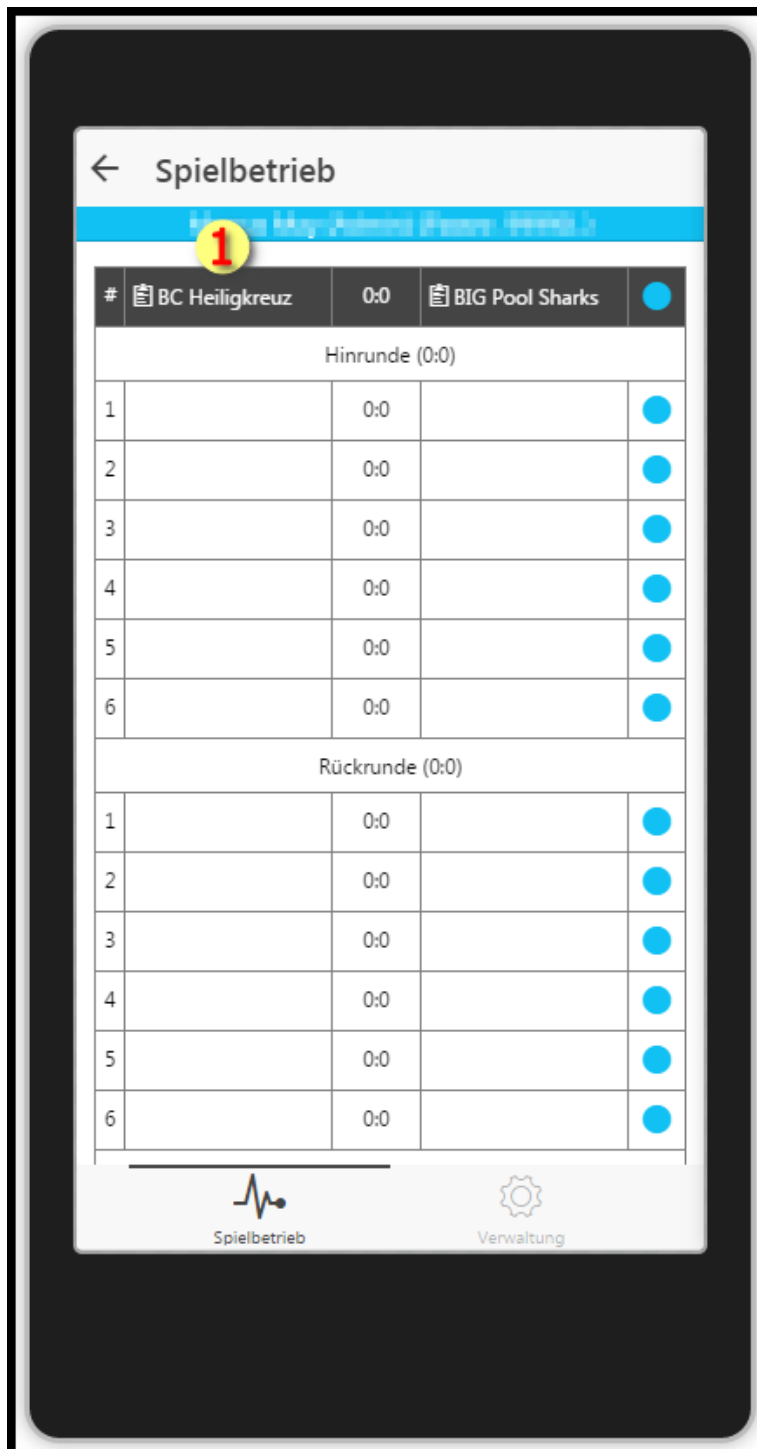 Spielbetrieb
1
# BC Heiligkreuz 0:0 BIG Pool Sharks
Hinrunde (0:0)
1 0:0
2 0:0
3 0:0
4 0:0
5 0:0
6 0:0
Rückrunde (0:0)
1 0:0
2 0:0
3 0:0
4 0:0
5 0:0
6 0:0
Spielbetrieb Verwaltung